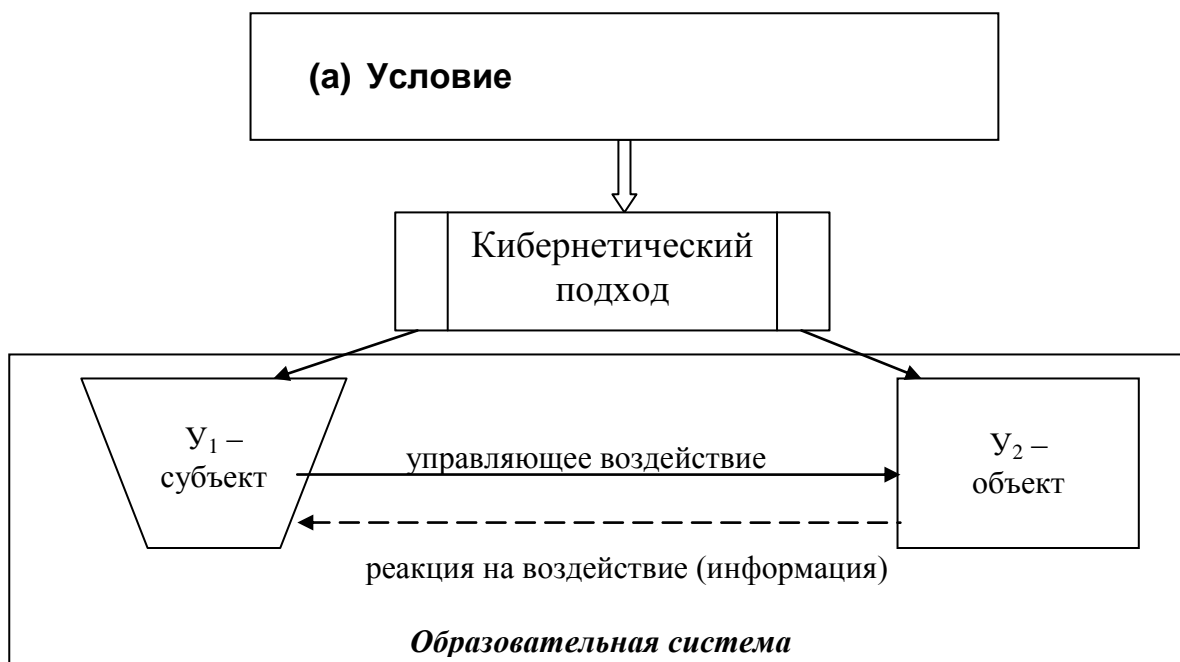 (а) Условие
Кибернетический
подход
У₁ –
субъект
управляющее воздействие
У₂ –
объект
реакция на воздействие (информация)
Образовательная система